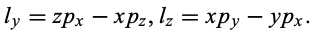 l_y = zp_x − xp_z, l_z = xp_y − yp_x.